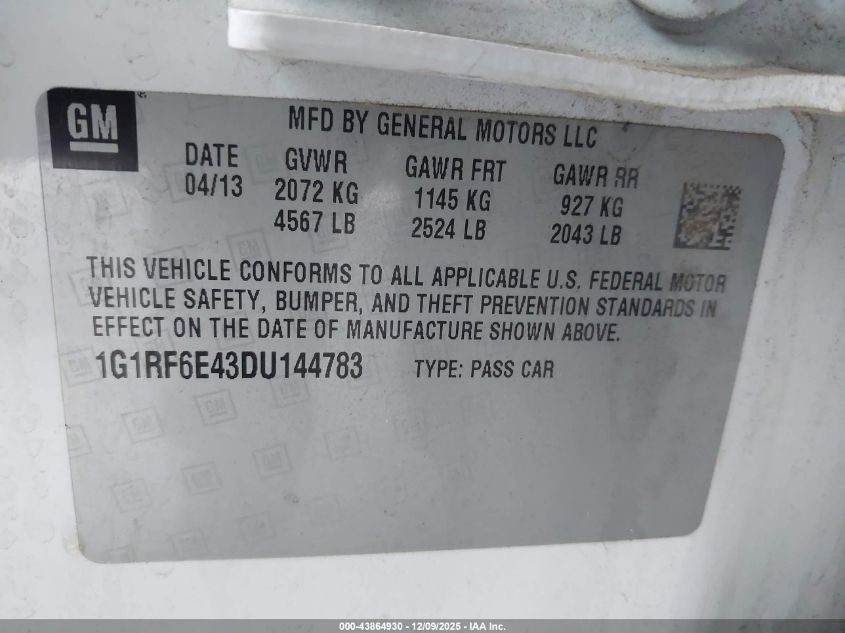 GM
MFD BY GENERAL MOTORS LLC
DATE GVWR GAWR FRT GAWR RR
04/13 2072 KG 1145 KG 927 KG
4567 LB 2524 LB 2043 LB
THIS VEHICLE CONFORMS TO ALL APPLICABLE U.S. FEDERAL MOTOR
VEHICLE SAFETY, BUMPER, AND THEFT PREVENTION STANDARDS IN
EFFECT ON THE DATE OF MANUFACTURE SHOWN ABOVE.
1G1RF6E43DU144783 TYPE: PASS CAR
000-43864930 - 12/09/2025 - IAA Inc.